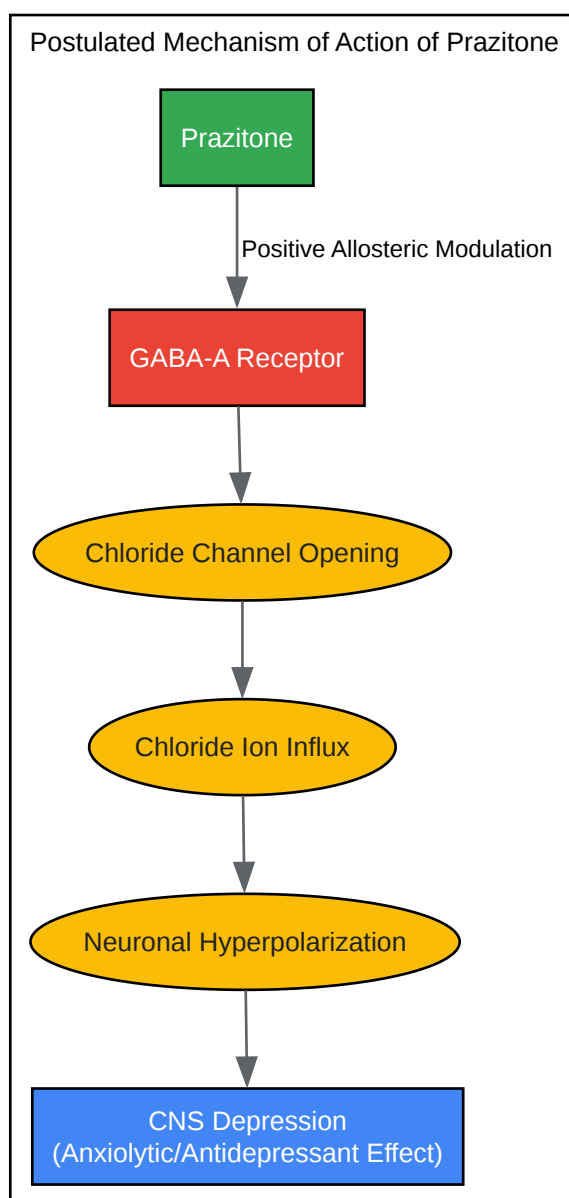 Postulated Mechanism of Action of Prazitone
Prazitone
Positive Allosteric Modulation
GABA-A Receptor
Chloride Channel Opening
Chloride Ion Influx
Neuronal Hyperpolarization
CNS Depression
(Anxiolytic/Antidepressant Effect)